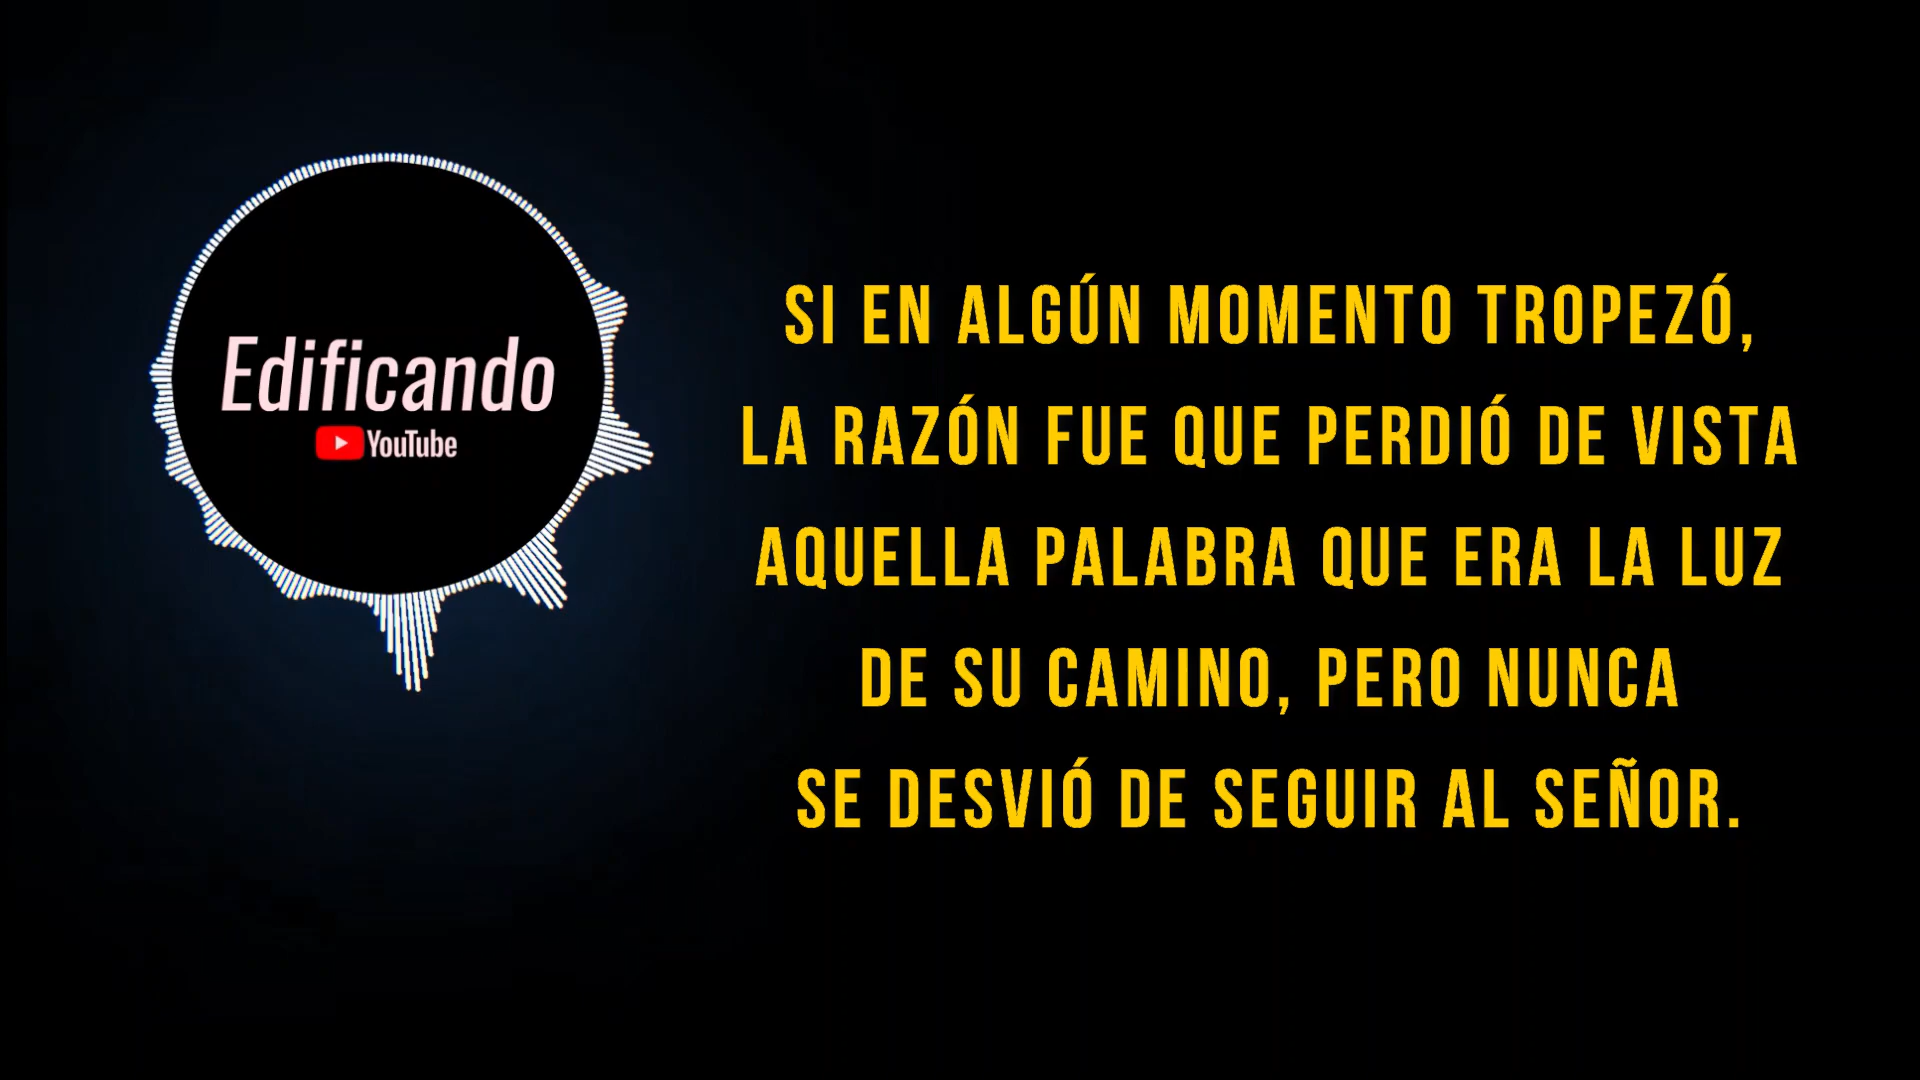 Edificando
YouTube
SI EN ALGÚN MOMENTO TROPEZÓ,
LA RAZÓN FUE QUE PERDIÓ DE VISTA
AQUELLA PALABRA QUE ERA LA LUZ
DE SU CAMINO, PERO NUNCA
SE DESVIÓ DE SEGUIR AL SEÑOR.